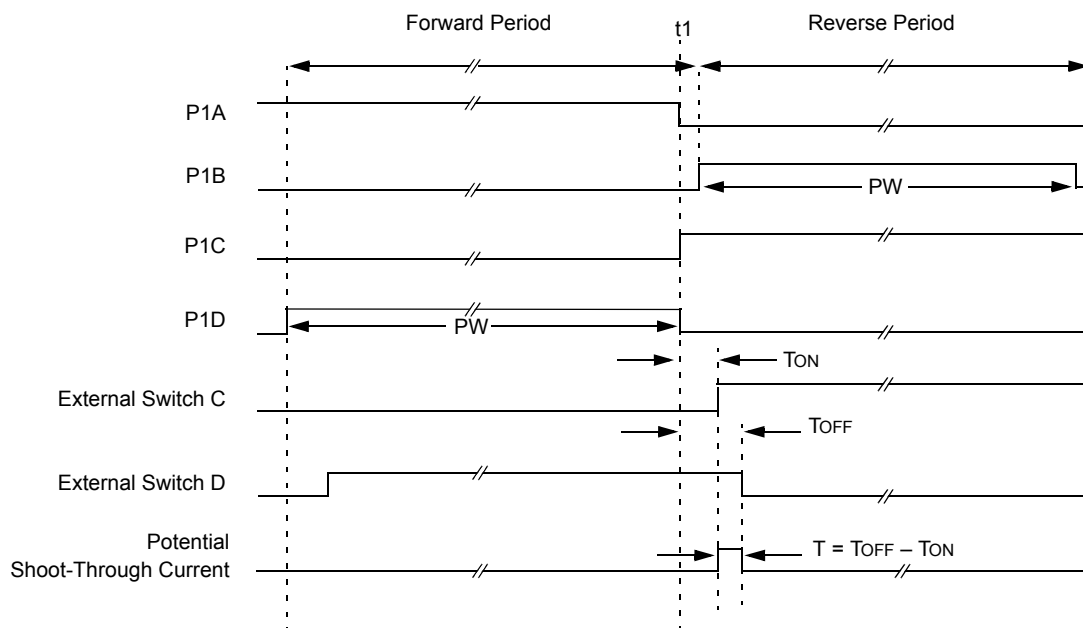 Forward Period
t1
Reverse Period
P1A
P1B
PW
P1C
P1D
PW
TON
External Switch C
TOFF
External Switch D
Potential
Shoot-Through Current
T = TOFF – TON